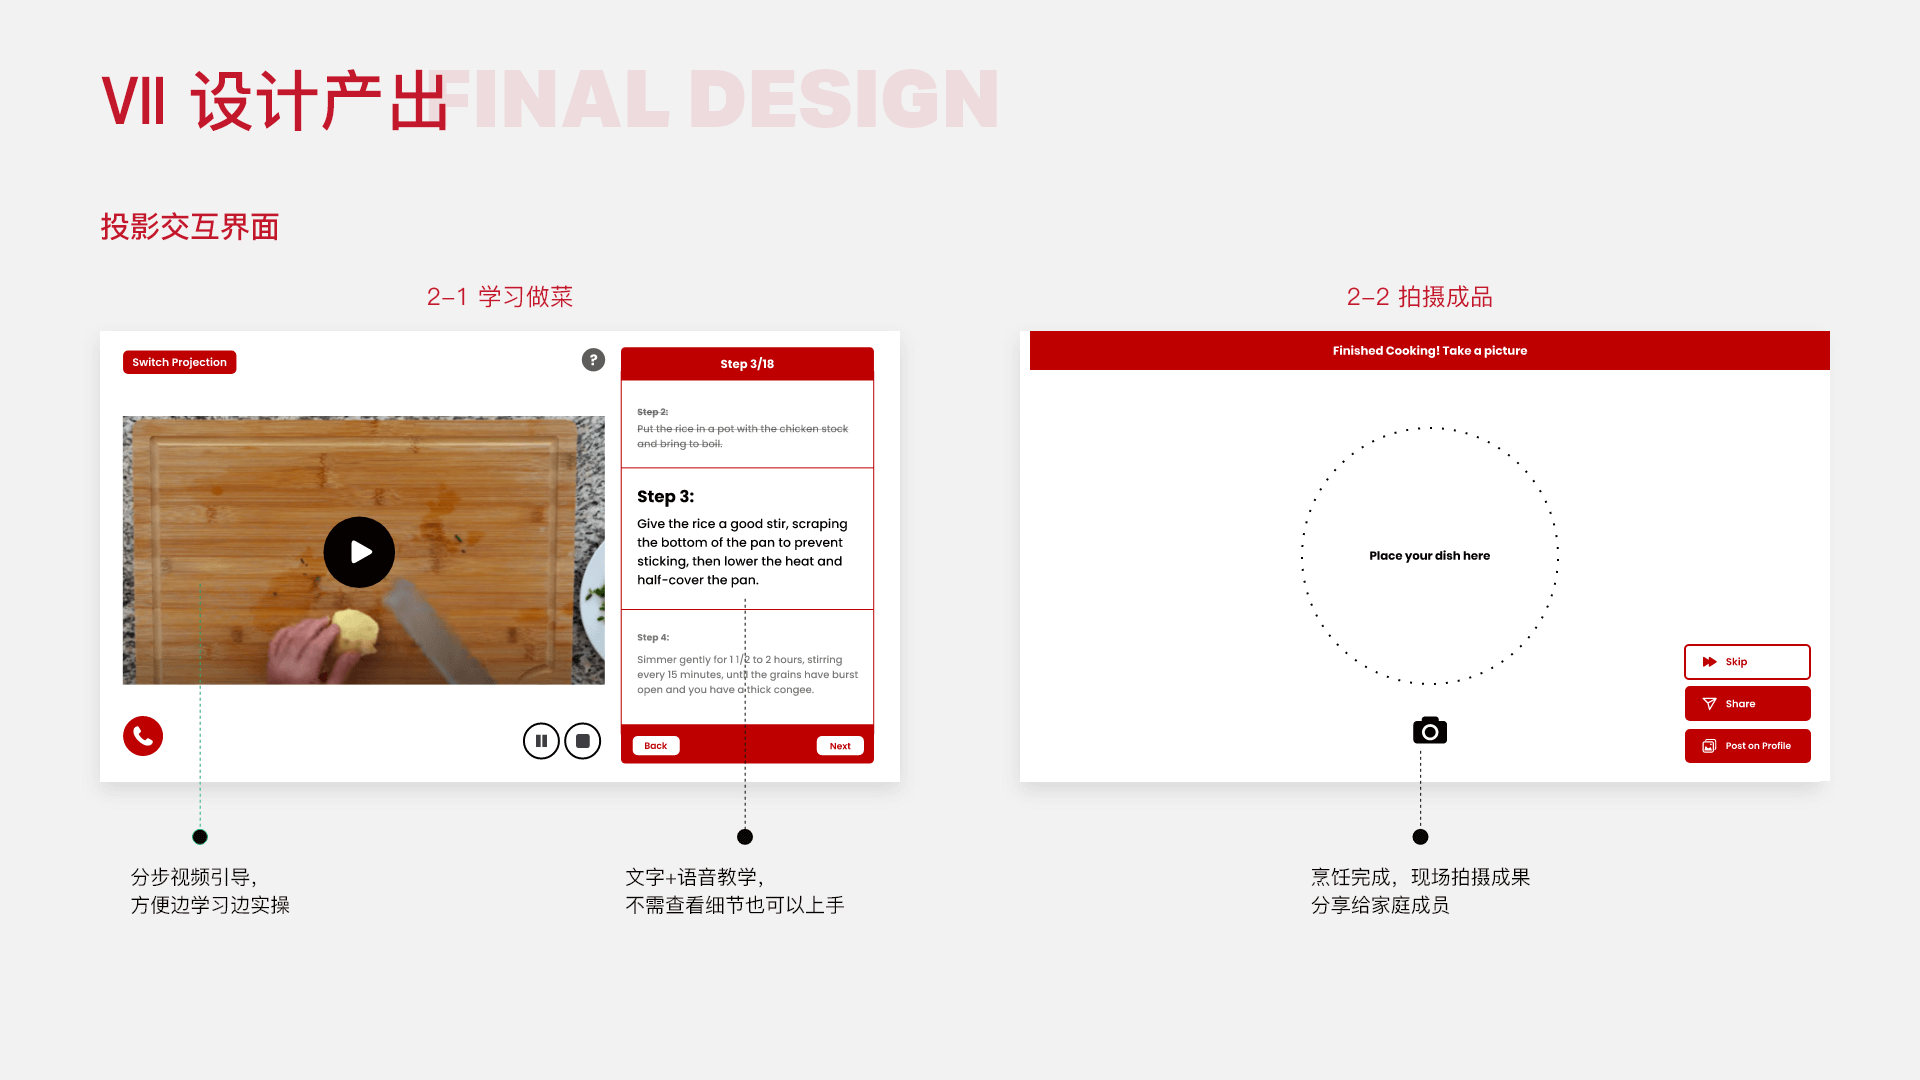 VII 设计产出
FINAL DESIGN
投影交互界面
2-1 学习做菜
Switch Projection
?
Step 3/18
Step 2:
Put the rice in a pot with the chicken stock
and bring to boil.
Step 3:
Give the rice a good stir, scraping
the bottom of the pan to prevent
sticking, then lower the heat and
half-cover the pan.
Step 4:
Simmer gently for 1 1/2 to 2 hours, stirring
every 15 minutes, until the grains have burst
open and you have a thick congee.
Back
Next
分步视频引导，
方便边学习边实操
文字+语音教学，
不需查看细节也可以上手
2-2 拍摄成品
Finished Cooking! Take a picture
Place your dish here
Skip
Share
Post on Profile
烹饪完成，现场拍摄成果
分享给家庭成员